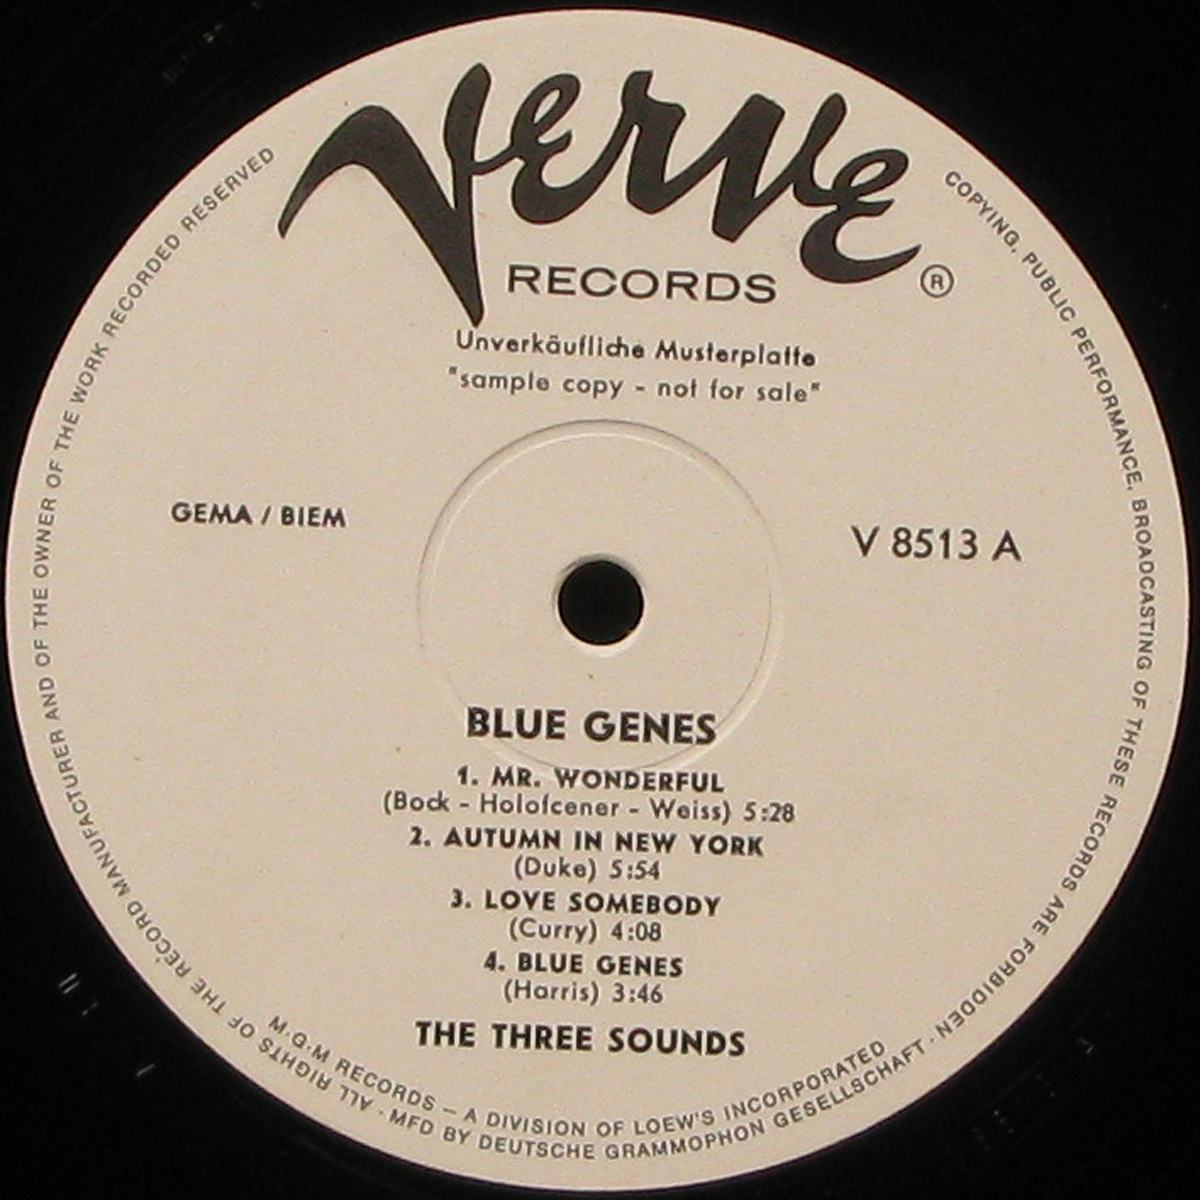 Verve
RECORDS ®
Unverkäufliche Musterplatte
"sample copy - not for sale"
GEMA / BIEM
V 8513 A
BLUE GENES
1. MR. WONDERFUL
(Bock - Holofcener - Weiss) 5:28
2. AUTUMN IN NEW YORK
(Duke) 5:54
3. LOVE SOMEBODY
(Curry) 4:08
4. BLUE GENES
(Harris) 3:46
THE THREE SOUNDS
M·G·M RECORDS — A DIVISION OF LOEW'S INCORPORATED
MFD BY DEUTSCHE GRAMMOPHON GESELLSCHAFT · ALL RIGHTS OF THE RECORD MANUFACTURER AND OF THE OWNER OF THE WORK RECORDED RESERVED
COPYING, PUBLIC PERFORMANCE, BROADCASTING OF THESE RECORDS ARE FORBIDDEN ·